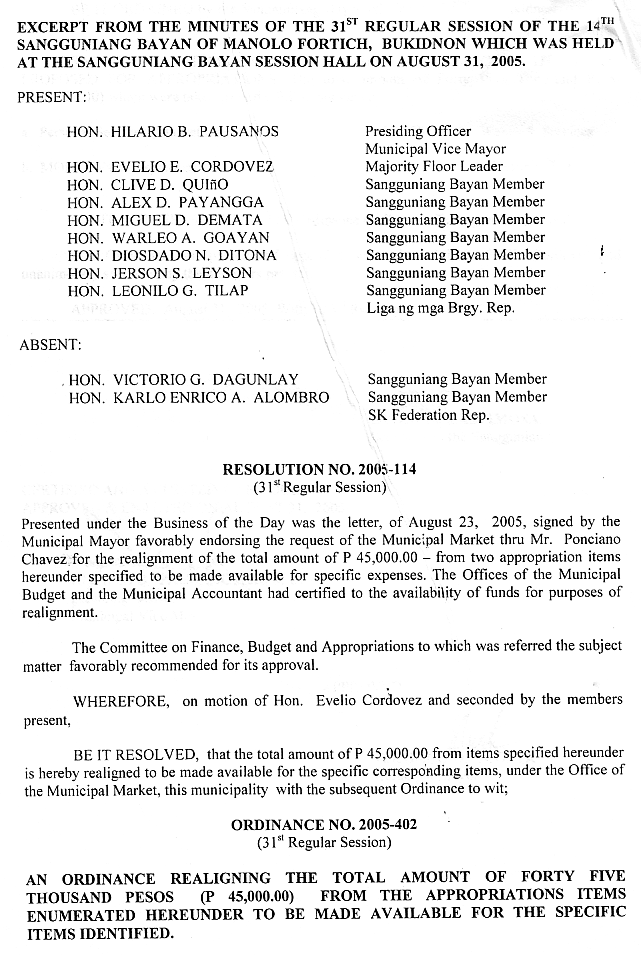 EXCERPT FROM THE MINUTES OF THE 31ST REGULAR SESSION OF THE 14TH
SANGGUNIANG BAYAN OF MANOLO FORTICH, BUKIDNON WHICH WAS HELD
AT THE SANGGUNIANG BAYAN SESSION HALL ON AUGUST 31, 2005.
PRESENT:
HON. HILARIO B. PAUSANOS Presiding Officer
Municipal Vice Mayor
HON. EVELIO E. CORDOVEZ Majority Floor Leader
HON. CLIVE D. QUIñO Sangguniang Bayan Member
HON. ALEX D. PAYANGGA Sangguniang Bayan Member
HON. MIGUEL D. DEMATA Sangguniang Bayan Member
HON. WARLEO A. GOAYAN Sangguniang Bayan Member
HON. DIOSDADO N. DITONA Sangguniang Bayan Member
HON. JERSON S. LEYSON Sangguniang Bayan Member
HON. LEONILO G. TILAP Sangguniang Bayan Member
Liga ng mga Brgy. Rep.
ABSENT:
HON. VICTORIO G. DAGUNLAY Sangguniang Bayan Member
HON. KARLO ENRICO A. ALOMBRO Sangguniang Bayan Member
SK Federation Rep.
RESOLUTION NO. 2005-114
(31st Regular Session)
Presented under the Business of the Day was the letter, of August 23, 2005, signed by the
Municipal Mayor favorably endorsing the request of the Municipal Market thru Mr. Ponciano
Chavez for the realignment of the total amount of P 45,000.00 – from two appropriation items
hereunder specified to be made available for specific expenses. The Offices of the Municipal
Budget and the Municipal Accountant had certified to the availability of funds for purposes of
realignment.
The Committee on Finance, Budget and Appropriations to which was referred the subject
matter favorably recommended for its approval.
WHEREFORE, on motion of Hon. Evelio Cordovez and seconded by the members
present,
BE IT RESOLVED, that the total amount of P 45,000.00 from items specified hereunder
is hereby realigned to be made available for the specific corresponding items, under the Office of
the Municipal Market, this municipality with the subsequent Ordinance to wit;
ORDINANCE NO. 2005-402
(31st Regular Session)
AN ORDINANCE REALIGNING THE TOTAL AMOUNT OF FORTY FIVE
THOUSAND PESOS (P 45,000.00) FROM THE APPROPRIATIONS ITEMS
ENUMERATED HEREUNDER TO BE MADE AVAILABLE FOR THE SPECIFIC
ITEMS IDENTIFIED.